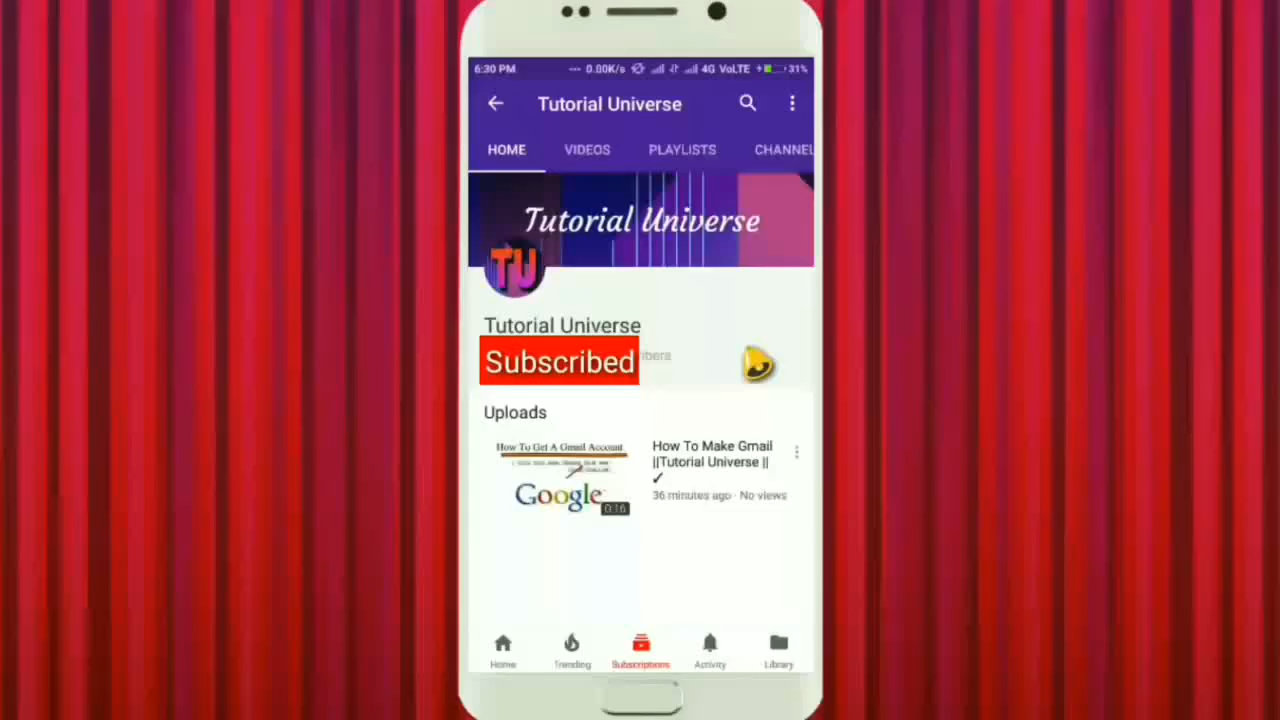 6:30 PM
0.00K/s
4G VoLTE
31%
Tutorial Universe
HOME VIDEOS PLAYLISTS CHANNEL
Tutorial Universe
TU
Tutorial Universe
Subscribed
ibers
Uploads
How To Get A Gmail Account
Google
0:16
How To Make Gmail
||Tutorial Universe ||
✓
36 minutes ago · No views
Home Trending Subscriptions Activity Library